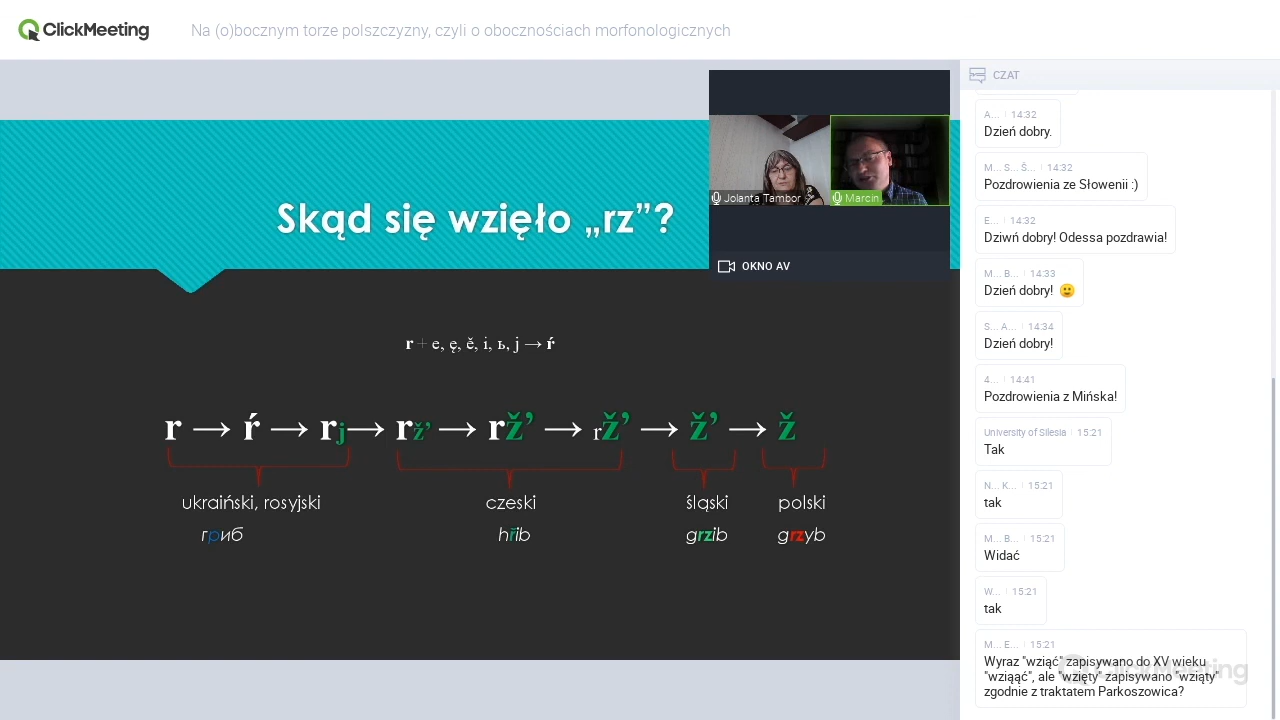 ClickMeeting
Na (o)bocznym torze polszczyzny, czyli o obocznościach morfonologicznych
Skąd się wzięło „rz”?
Jolanta Tambor
Marcin
OKNO AV
r + e, ę, ě, i, ь, j → ŕ
r → ŕ → rj → rž’ → rž’ → rž’ → ž’ → ž
ukraiński, rosyjski
czeski
śląski
polski
гриб
hřib
grzib
grzyb
CZAT
A... 14:32
Dzień dobry.
M... S... Š... 14:32
Pozdrowienia ze Słowenii :)
E... 14:32
Dziwń dobry! Odessa pozdrawia!
M... B... 14:33
Dzień dobry! 🙂
S... A... 14:34
Dzień dobry!
4... 14:41
Pozdrowienia z Mińska!
University of Silesia 15:21
Tak
N... K... 15:21
tak
M... B... 15:21
Widać
W... 15:21
tak
M... E... 15:21
Wyraz "wziąć" zapisywano do XV wieku
"wziąąć", ale "wzięty" zapisywano "wziąty"
zgodnie z traktatem Parkoszowica?
ClickMeeting